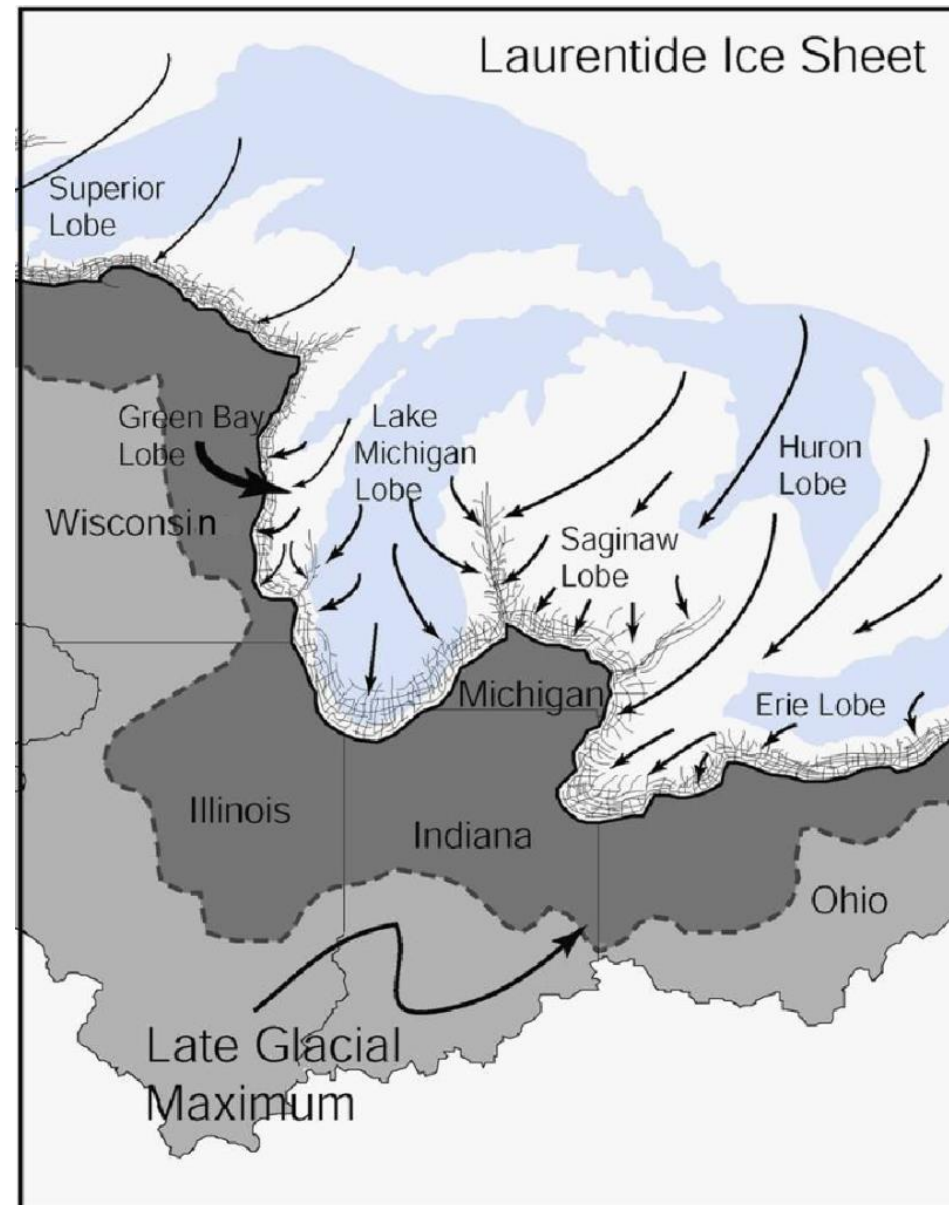 Laurentide Ice Sheet
Superior
Lobe
Green Bay
Lobe
Lake
Michigan
Lobe
Huron
Lobe
Wisconsin
Saginaw
Lobe
Michigan
Erie Lobe
Illinois
Indiana
Ohio
Late Glacial
Maximum